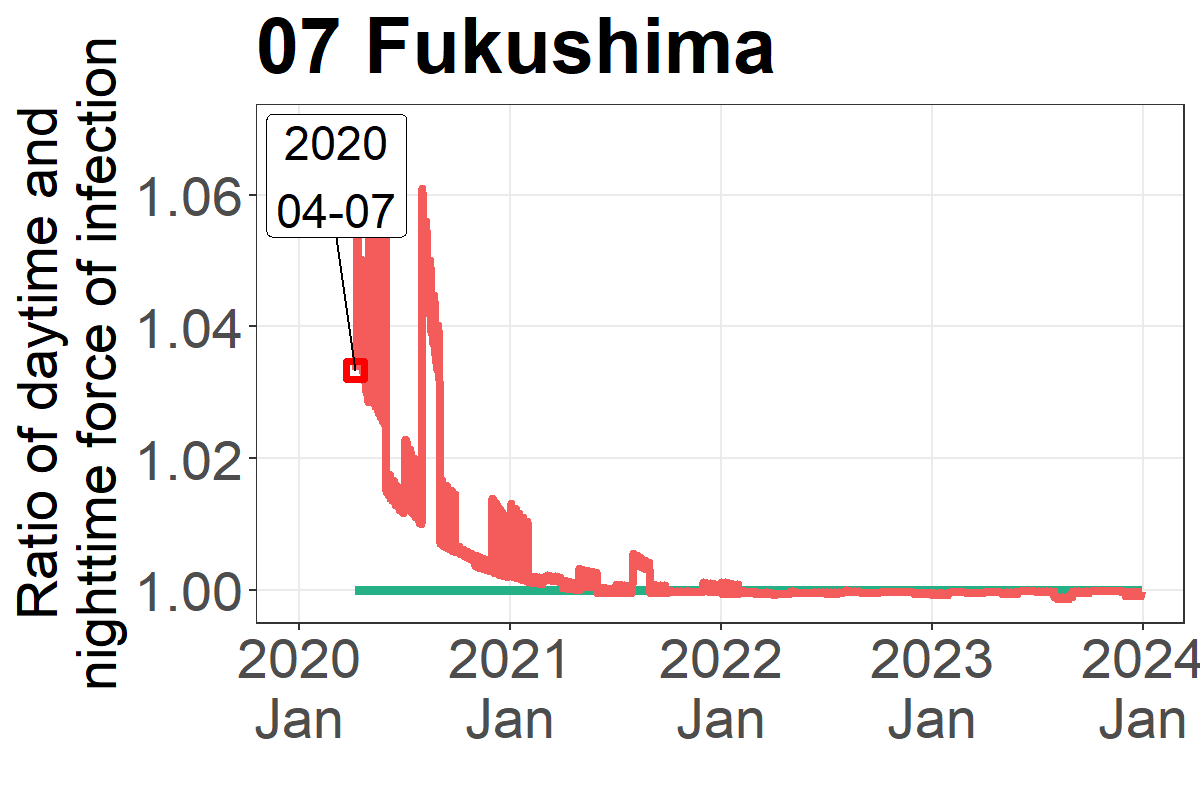 07 Fukushima
Ratio of daytime and
nighttime force of infection
2020
04-07
1.06
1.04
1.02
1.00
2020 2021 2022 2023 2024
Jan Jan Jan Jan Jan